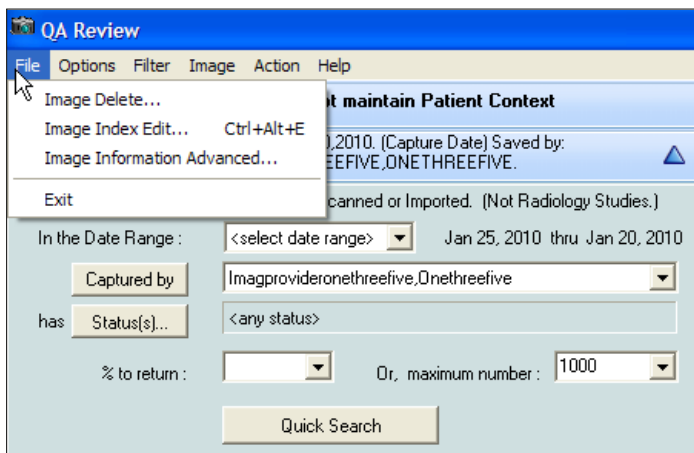 QA Review
File Options Filter Image Action Help
Image Delete...
Image Index Edit... Ctrl+Alt+E
Image Information Advanced...
Exit
maintain Patient Context
,2010. (Capture Date) Saved by:
EEFIVE,ONETHREEFIVE.
canned or Imported. (Not Radiology Studies.)
In the Date Range : <select date range> Jan 25, 2010 thru Jan 20, 2010
Captured by Imagprovideronethreefive,Onethreefive
has Status(s)... <any status>
% to return : Or, maximum number : 1000
Quick Search